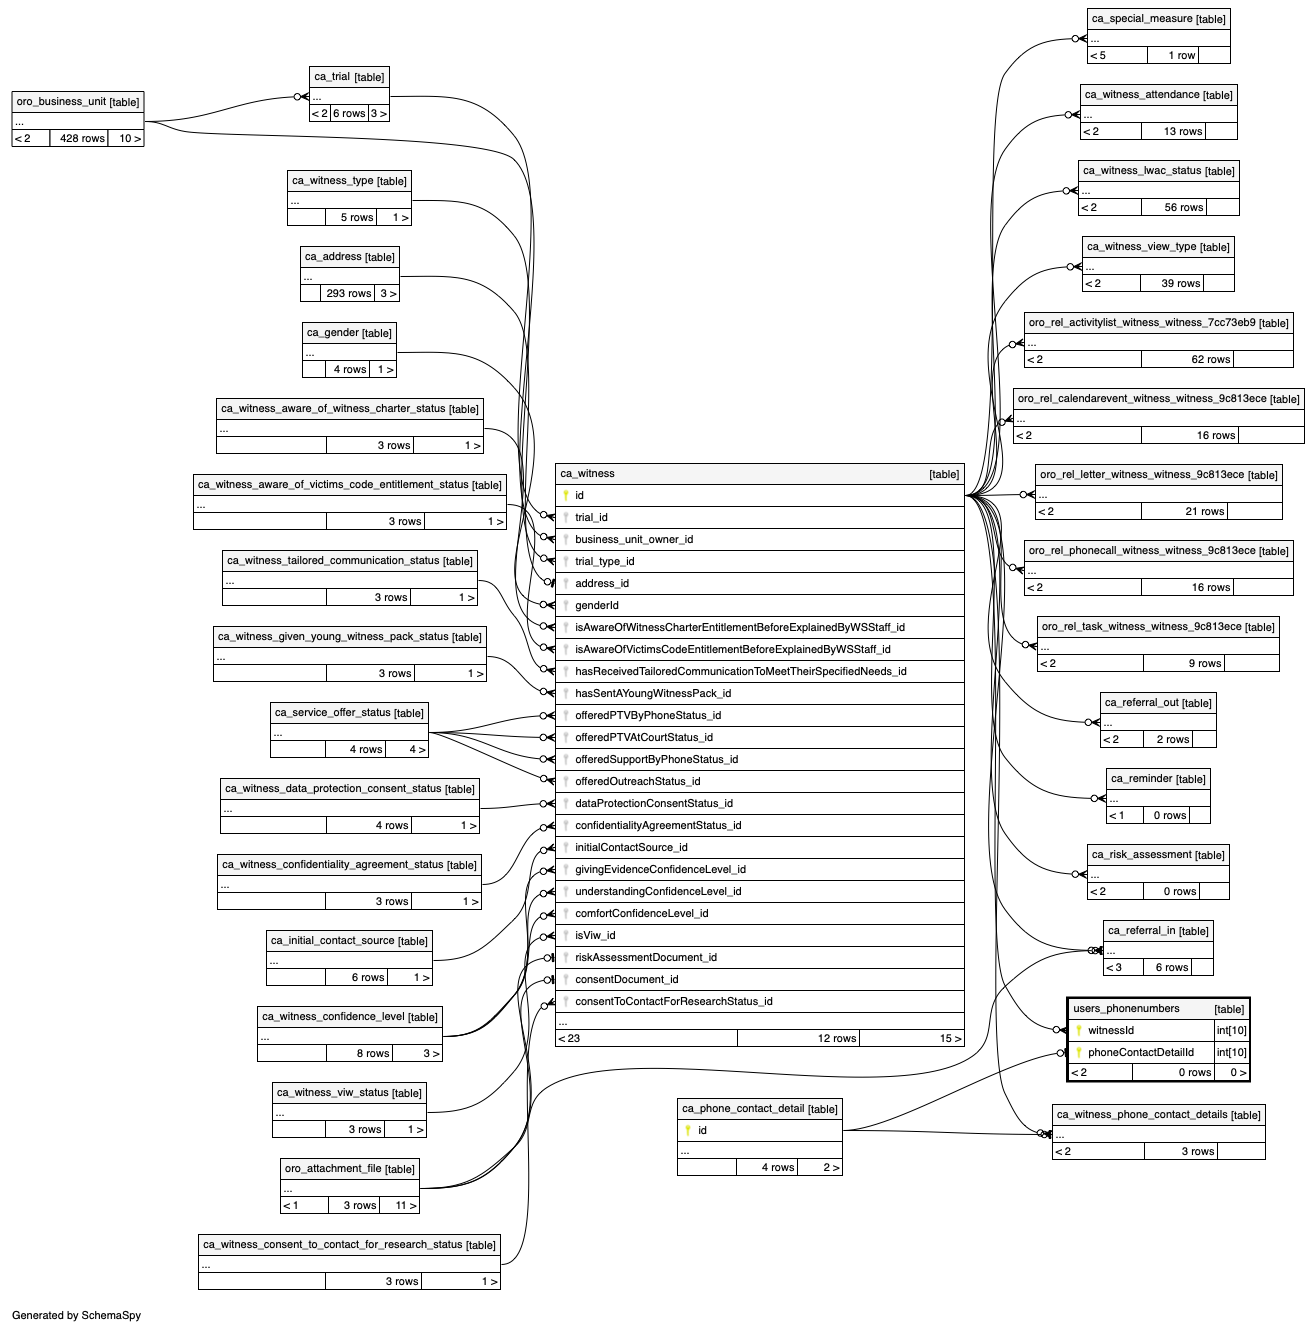 oro_business_unit [table]
...
< 2 428 rows 10 >
ca_trial [table]
...
< 2 6 rows 3 >
ca_witness_type [table]
...
5 rows 1 >
ca_address [table]
...
293 rows 3 >
ca_gender [table]
...
4 rows 1 >
ca_witness_aware_of_witness_charter_status [table]
...
3 rows 1 >
ca_witness_aware_of_victims_code_entitlement_status [table]
...
3 rows 1 >
ca_witness_tailored_communication_status [table]
...
3 rows 1 >
ca_witness_given_young_witness_pack_status [table]
...
3 rows 1 >
ca_service_offer_status [table]
...
4 rows 4 >
ca_witness_data_protection_consent_status [table]
...
4 rows 1 >
ca_witness_confidentiality_agreement_status [table]
...
3 rows 1 >
ca_initial_contact_source [table]
...
6 rows 1 >
ca_witness_confidence_level [table]
...
8 rows 3 >
ca_witness_viw_status [table]
...
3 rows 1 >
oro_attachment_file [table]
...
< 1 3 rows 11 >
ca_witness_consent_to_contact_for_research_status [table]
...
3 rows 1 >
ca_witness [table]
id
trial_id
business_unit_owner_id
trial_type_id
address_id
genderId
isAwareOfWitnessCharterEntitlementBeforeExplainedByWSStaff_id
isAwareOfVictimsCodeEntitlementBeforeExplainedByWSStaff_id
hasReceivedTailoredCommunicationToMeetTheirSpecifiedNeeds_id
hasSentAYoungWitnessPack_id
offeredPTVByPhoneStatus_id
offeredPTVAtCourtStatus_id
offeredSupportByPhoneStatus_id
offeredOutreachStatus_id
dataProtectionConsentStatus_id
confidentialityAgreementStatus_id
initialContactSource_id
givingEvidenceConfidenceLevel_id
understandingConfidenceLevel_id
comfortConfidenceLevel_id
isViw_id
riskAssessmentDocument_id
consentDocument_id
consentToContactForResearchStatus_id
...
< 23 12 rows 15 >
ca_phone_contact_detail [table]
id
...
4 rows 2 >
ca_special_measure [table]
...
< 5 1 row
ca_witness_attendance [table]
...
< 2 13 rows
ca_witness_lwac_status [table]
...
< 2 56 rows
ca_witness_view_type [table]
...
< 2 39 rows
oro_rel_activitylist_witness_witness_7cc73eb9 [table]
...
< 2 62 rows
oro_rel_calendarevent_witness_witness_9c813ece [table]
...
< 2 16 rows
oro_rel_letter_witness_witness_9c813ece [table]
...
< 2 21 rows
oro_rel_phonecall_witness_witness_9c813ece [table]
...
< 2 16 rows
oro_rel_task_witness_witness_9c813ece [table]
...
< 2 9 rows
ca_referral_out [table]
...
< 2 2 rows
ca_reminder [table]
...
< 1 0 rows
ca_risk_assessment [table]
...
< 2 0 rows
ca_referral_in [table]
...
< 3 6 rows
users_phonenumbers [table]
witnessId int[10]
phoneContactDetailId int[10]
< 2 0 rows 0 >
ca_witness_phone_contact_details [table]
...
< 2 3 rows
Generated by SchemaSpy